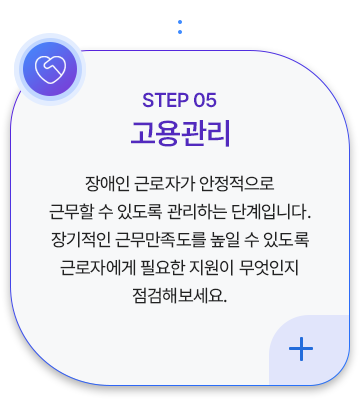 STEP 05
고용관리
장애인 근로자가 안정적으로
근무할 수 있도록 관리하는 단계입니다.
장기적인 근무만족도를 높일 수 있도록
근로자에게 필요한 지원이 무엇인지
점검해보세요.